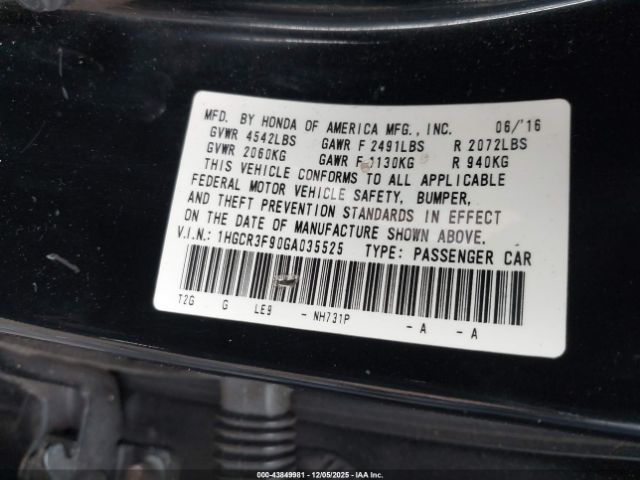 MFD. BY HONDA OF AMERICA MFG., INC. 06/'16
GVWR 4542LBS GAWR F 2491LBS R 2072LBS
GVWR 2060KG GAWR F 1130KG R 940KG
THIS VEHICLE CONFORMS TO ALL APPLICABLE
FEDERAL MOTOR VEHICLE SAFETY, BUMPER,
AND THEFT PREVENTION STANDARDS IN EFFECT
ON THE DATE OF MANUFACTURE SHOWN ABOVE.
V.I.N.: 1HGCR3F90GA035525 TYPE: PASSENGER CAR
T2G G LE9 - NH731P - A - A
000-43849981 - 12/05/2025 - IAA Inc.